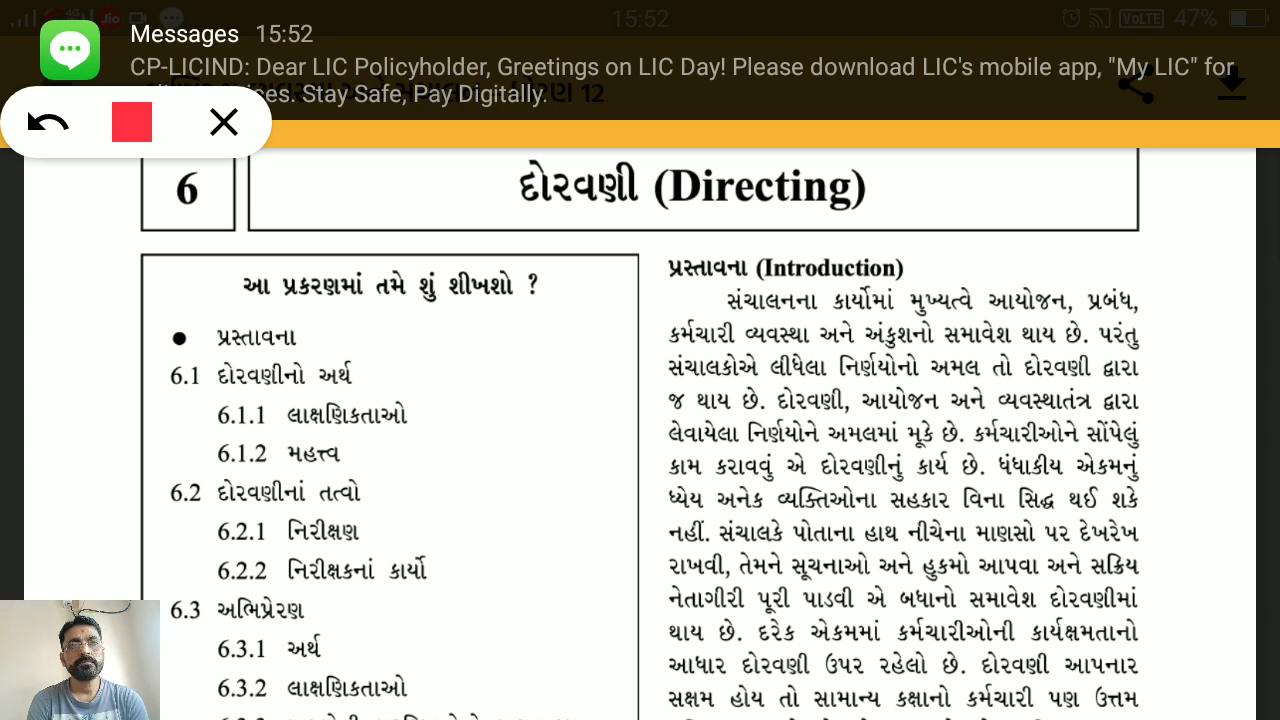 4G Jio
15:52
VoLTE 47%
Messages 15:52
CP-LICIND: Dear LIC Policyholder, Greetings on LIC Day! Please download LIC's mobile app, "My LIC" for
Stay Safe, Pay Digitally.
12
6
દોરવણી (Directing)
આ પ્રકરણમાં તમે શું શીખશો ?
● પ્રસ્તાવના
6.1 દોરવણીનો અર્થ
6.1.1 લાક્ષણિકતાઓ
6.1.2 મહત્ત્વ
6.2 દોરવણીનાં તત્વો
6.2.1 નિરીક્ષણ
6.2.2 નિરીક્ષકનાં કાર્યો
6.3 અભિપ્રેરણ
6.3.1 અર્થ
6.3.2 લાક્ષણિકતાઓ
પ્રસ્તાવના (Introduction)
સંચાલનના કાર્યોમાં મુખ્યત્વે આયોજન, પ્રબંધ,
કર્મચારી વ્યવસ્થા અને અંકુશનો સમાવેશ થાય છે. પરંતુ
સંચાલકોએ લીધેલા નિર્ણયોનો અમલ તો દોરવણી દ્વારા
જ થાય છે. દોરવણી, આયોજન અને વ્યવસ્થાતંત્ર દ્વારા
લેવાયેલા નિર્ણયોને અમલમાં મૂકે છે. કર્મચારીઓને સોંપેલું
કામ કરાવવું એ દોરવણીનું કાર્ય છે. ધંધાકીય એકમનું
ધ્યેય અનેક વ્યક્તિઓના સહકાર વિના સિદ્ધ થઈ શકે
નહીં. સંચાલકે પોતાના હાથ નીચેના માણસો પર દેખરેખ
રાખવી, તેમને સૂચનાઓ અને હુકમો આપવા અને સક્રિય
નેતાગીરી પૂરી પાડવી એ બધાનો સમાવેશ દોરવણીમાં
થાય છે. દરેક એકમમાં કર્મચારીઓની કાર્યક્ષમતાનો
આધાર દોરવણી ઉપર રહેલો છે. દોરવણી આપનાર
સક્ષમ હોય તો સામાન્ય કક્ષાનો કર્મચારી પણ ઉત્તમ